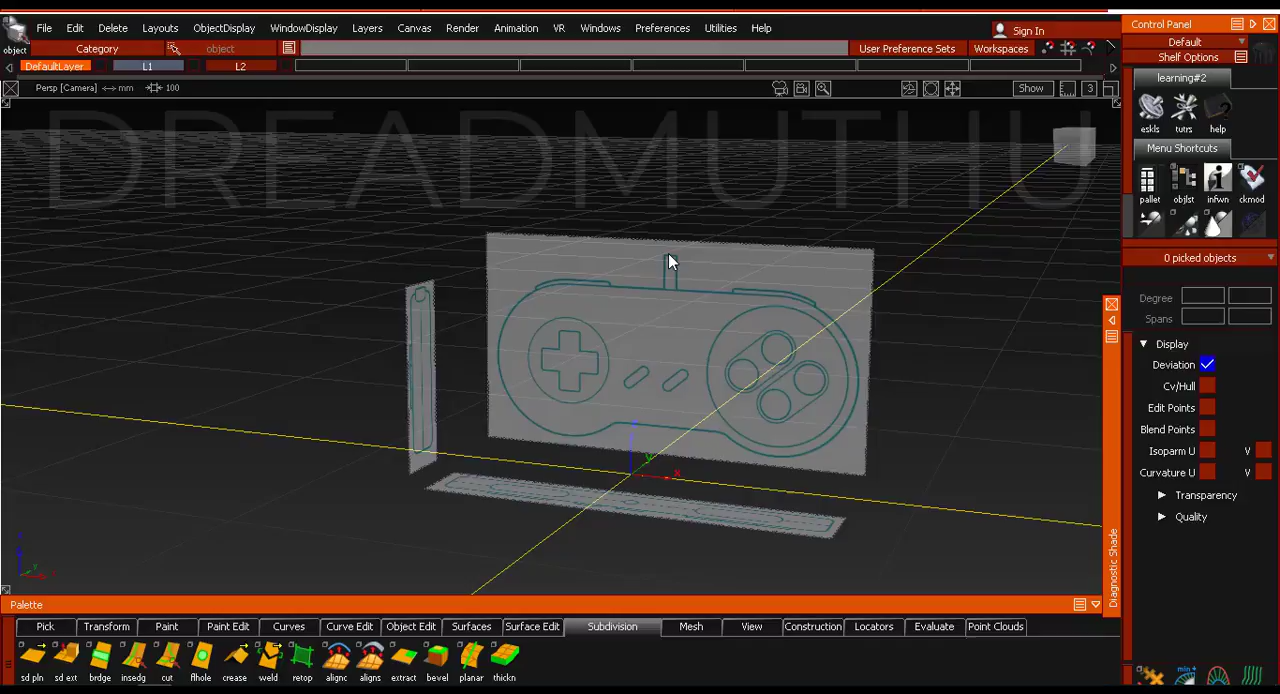 Control Panel
File Edit Delete Layouts ObjectDisplay WindowDisplay Layers Canvas Render Animation VR Windows Preferences Utilities Help
Sign In
Default
object Category object User Preference Sets Workspaces
Shelf Options
DefaultLayer L1 L2
learning#2
Persp [Camera] mm 100 Show 3
DREADMUTHU
eskls tutrs help
Menu Shortcuts
pallet objlst infwn ckmod
0 picked objects
Degree
Spans
Display
Deviation
Cv/Hull
Edit Points
Blend Points
Isoparm U V
Curvature U V
Transparency
Quality
Diagnostic Shade
Palette
Pick Transform Paint Paint Edit Curves Curve Edit Object Edit Surfaces Surface Edit Subdivision Mesh View Construction Locators Evaluate Point Clouds
sd pln sd ext brdge insedg cut flhole crease weld retop alignc aligns extract bevel planar thickn